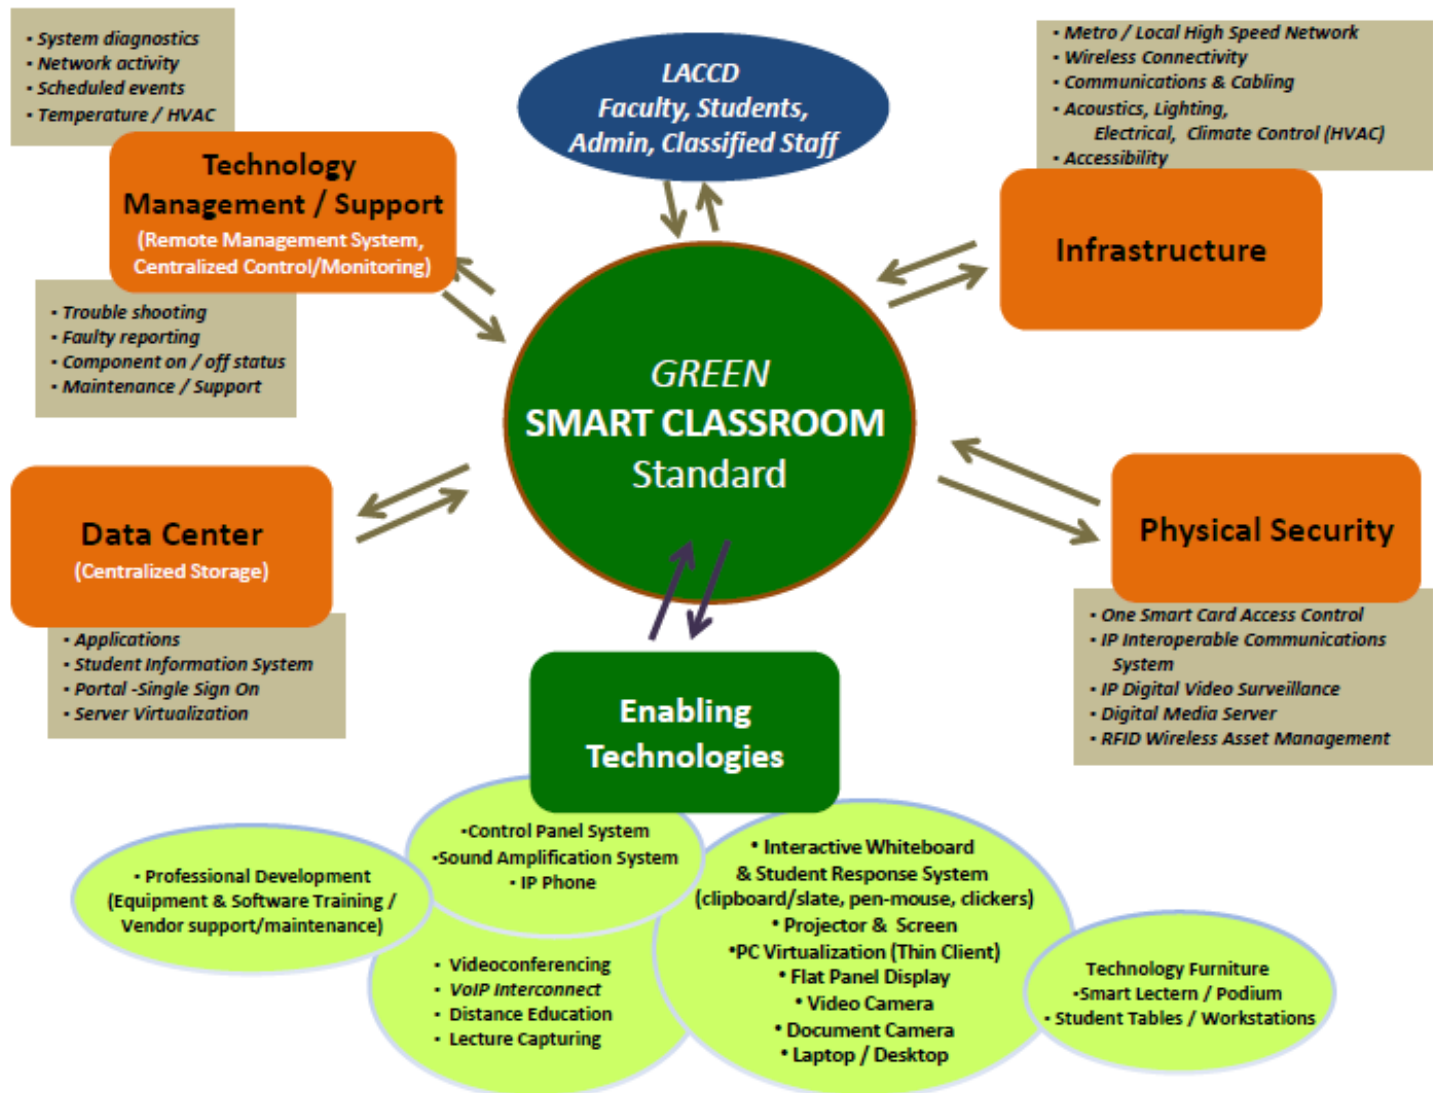 • System diagnostics
• Network activity
• Scheduled events
• Temperature / HVAC
Technology
Management / Support
(Remote Management System,
Centralized Control/Monitoring)
• Trouble shooting
• Faulty reporting
• Component on / off status
• Maintenance / Support
LACCD
Faculty, Students,
Admin, Classified Staff
• Metro / Local High Speed Network
• Wireless Connectivity
• Communications & Cabling
• Acoustics, Lighting,
Electrical, Climate Control (HVAC)
• Accessibility
Infrastructure
GREEN
SMART CLASSROOM
Standard
Data Center
(Centralized Storage)
• Applications
• Student Information System
• Portal -Single Sign On
• Server Virtualization
Physical Security
• One Smart Card Access Control
• IP Interoperable Communications
System
• IP Digital Video Surveillance
• Digital Media Server
• RFID Wireless Asset Management
Enabling
Technologies
• Professional Development
(Equipment & Software Training /
Vendor support/maintenance)
•Control Panel System
•Sound Amplification System
• IP Phone
• Videoconferencing
• VoIP Interconnect
• Distance Education
• Lecture Capturing
• Interactive Whiteboard
& Student Response System
(clipboard/slate, pen-mouse, clickers)
• Projector & Screen
•PC Virtualization (Thin Client)
• Flat Panel Display
• Video Camera
• Document Camera
• Laptop / Desktop
Technology Furniture
•Smart Lectern / Podium
• Student Tables / Workstations